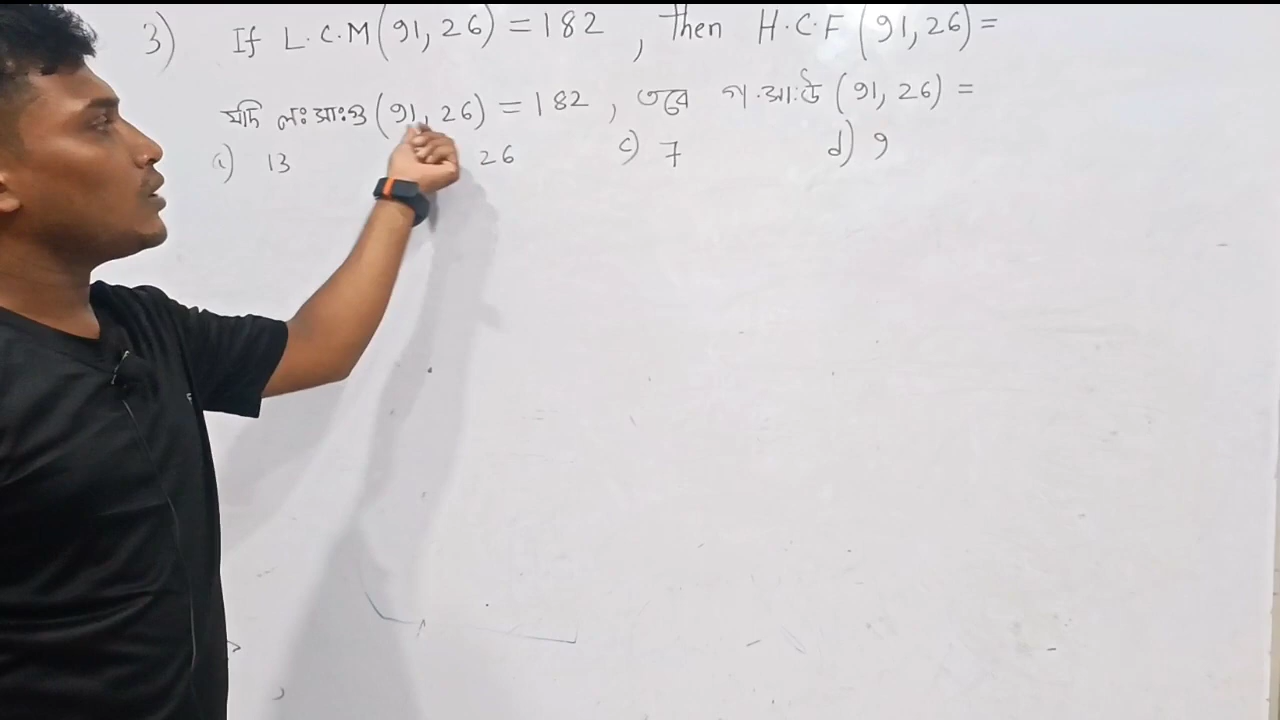 3) If L.C.M(91, 26) = 182 , Then H.C.F (91, 26) =
যদি লঃসাঃগু (91, 26) = 182 , তবে গ.সা.উ (91, 26) =
13 26 c) 7 d) 9